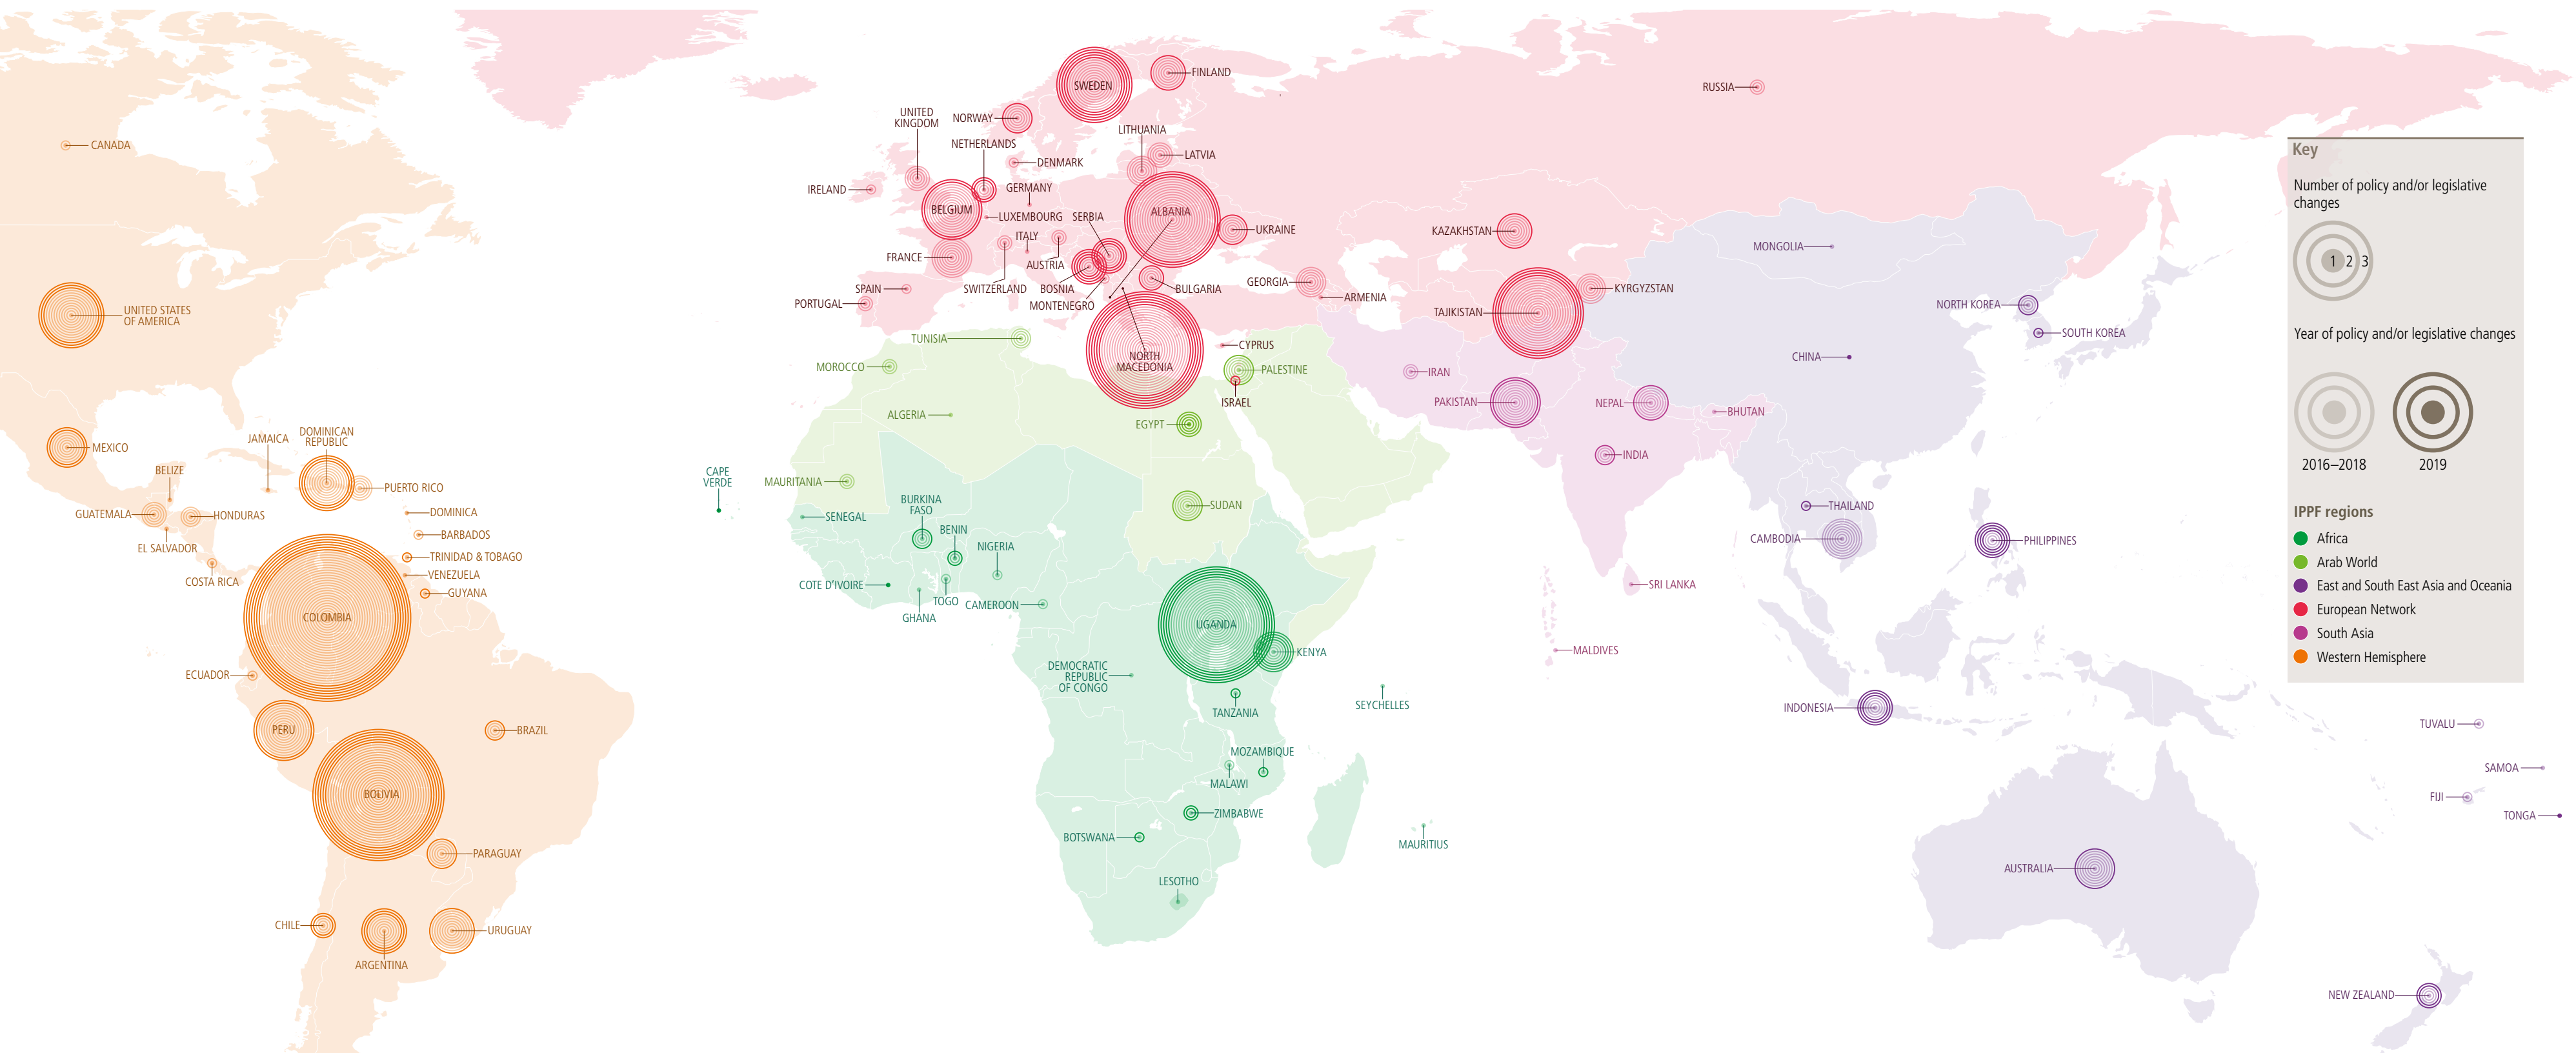 CANADA
UNITED STATES
OF AMERICA
MEXICO
BELIZE
JAMAICA
DOMINICAN
REPUBLIC
PUERTO RICO
GUATEMALA
HONDURAS
EL SALVADOR
COSTA RICA
DOMINICA
BARBADOS
TRINIDAD & TOBAGO
VENEZUELA
GUYANA
COLOMBIA
ECUADOR
PERU
BRAZIL
BOLIVIA
PARAGUAY
CHILE
ARGENTINA
URUGUAY
SWEDEN
FINLAND
RUSSIA
UNITED
KINGDOM
NORWAY
NETHERLANDS
LITHUANIA
LATVIA
DENMARK
IRELAND
GERMANY
BELGIUM
LUXEMBOURG
SERBIA
ALBANIA
UKRAINE
KAZAKHSTAN
FRANCE
ITALY
AUSTRIA
SPAIN
SWITZERLAND
BOSNIA
BULGARIA
GEORGIA
KYRGYZSTAN
PORTUGAL
MONTENEGRO
ARMENIA
TAJIKISTAN
NORTH
MACEDONIA
CYPRUS
ISRAEL
TUNISIA
MOROCCO
PALESTINE
ALGERIA
EGYPT
MAURITANIA
SUDAN
CAPE
VERDE
SENEGAL
BURKINA
FASO
BENIN
NIGERIA
COTE D'IVOIRE
GHANA
TOGO
CAMEROON
UGANDA
KENYA
DEMOCRATIC
REPUBLIC
OF CONGO
TANZANIA
SEYCHELLES
MOZAMBIQUE
MALAWI
ZIMBABWE
BOTSWANA
MAURITIUS
LESOTHO
IRAN
PAKISTAN
NEPAL
BHUTAN
INDIA
SRI LANKA
MALDIVES
MONGOLIA
NORTH KOREA
SOUTH KOREA
CHINA
THAILAND
CAMBODIA
PHILIPPINES
INDONESIA
AUSTRALIA
TUVALU
SAMOA
FIJI
TONGA
NEW ZEALAND
Key
Number of policy and/or legislative
changes
1 2 3
Year of policy and/or legislative changes
2016–2018 2019
IPPF regions
Africa
Arab World
East and South East Asia and Oceania
European Network
South Asia
Western Hemisphere